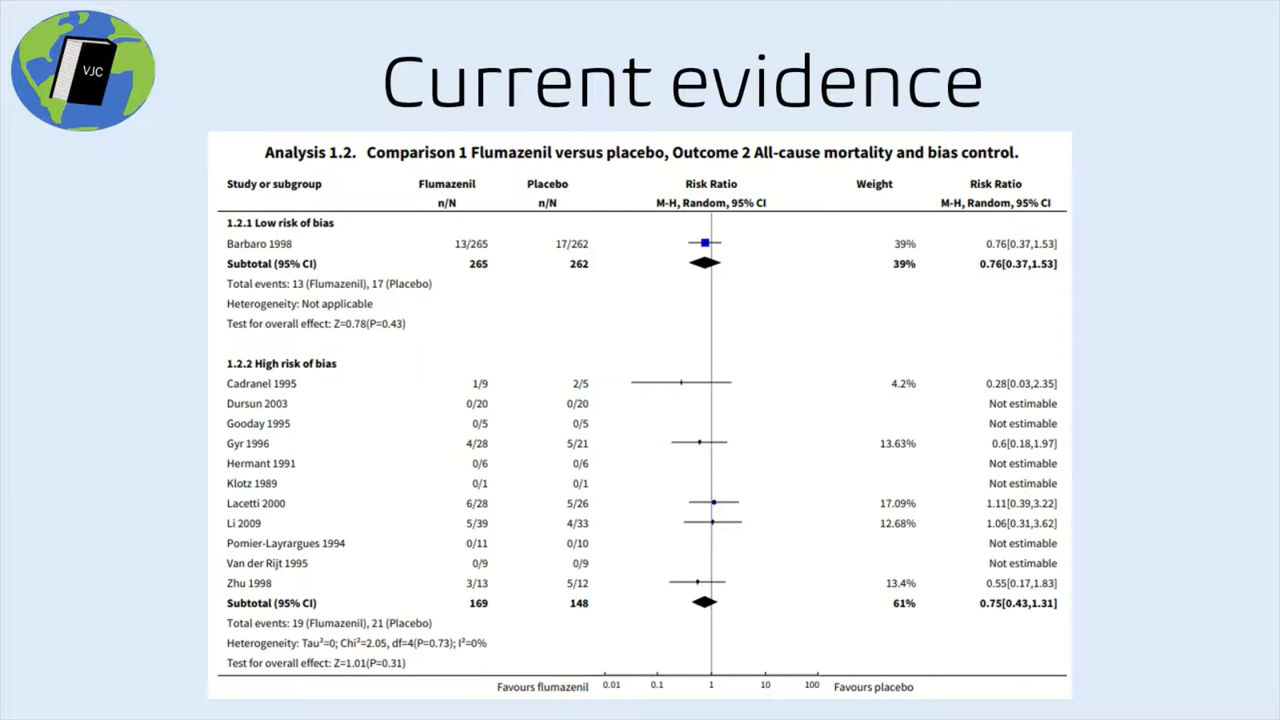 VJC
Current evidence
Analysis 1.2. Comparison 1 Flumazenil versus placebo, Outcome 2 All-cause mortality and bias control.
Study or subgroup Flumazenil Placebo Risk Ratio Weight Risk Ratio
n/N n/N M-H, Random, 95% CI M-H, Random, 95% CI
1.2.1 Low risk of bias
Barbaro 1998 13/265 17/262 39% 0.76[0.37,1.53]
Subtotal (95% CI) 265 262 39% 0.76[0.37,1.53]
Total events: 13 (Flumazenil), 17 (Placebo)
Heterogeneity: Not applicable
Test for overall effect: Z=0.78(P=0.43)
1.2.2 High risk of bias
Cadranel 1995 1/9 2/5 4.2% 0.28[0.03,2.35]
Dursun 2003 0/20 0/20 Not estimable
Gooday 1995 0/5 0/5 Not estimable
Gyr 1996 4/28 5/21 13.63% 0.6[0.18,1.97]
Hermant 1991 0/6 0/6 Not estimable
Klotz 1989 0/1 0/1 Not estimable
Lacetti 2000 6/28 5/26 17.09% 1.11[0.39,3.22]
Li 2009 5/39 4/33 12.68% 1.06[0.31,3.62]
Pomier-Layrargues 1994 0/11 0/10 Not estimable
Van der Rijt 1995 0/9 0/9 Not estimable
Zhu 1998 3/13 5/12 13.4% 0.55[0.17,1.83]
Subtotal (95% CI) 169 148 61% 0.75[0.43,1.31]
Total events: 19 (Flumazenil), 21 (Placebo)
Heterogeneity: Tau²=0; Chi²=2.05, df=4(P=0.73); I²=0%
Test for overall effect: Z=1.01(P=0.31)
Favours flumazenil 0.01 0.1 1 10 100 Favours placebo